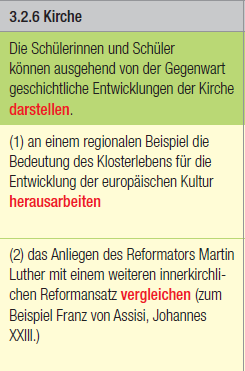 3.2.6 Kirche
Die Schülerinnen und Schüler
können ausgehend von der Gegenwart
geschichtliche Entwicklungen der Kirche
darstellen.
(1) an einem regionalen Beispiel die
Bedeutung des Klosterlebens für die
Entwicklung der europäischen Kultur
herausarbeiten
(2) das Anliegen des Reformators Martin
Luther mit einem weiteren innerkirchli-
chen Reformansatz vergleichen (zum
Beispiel Franz von Assisi, Johannes
XXIII.)